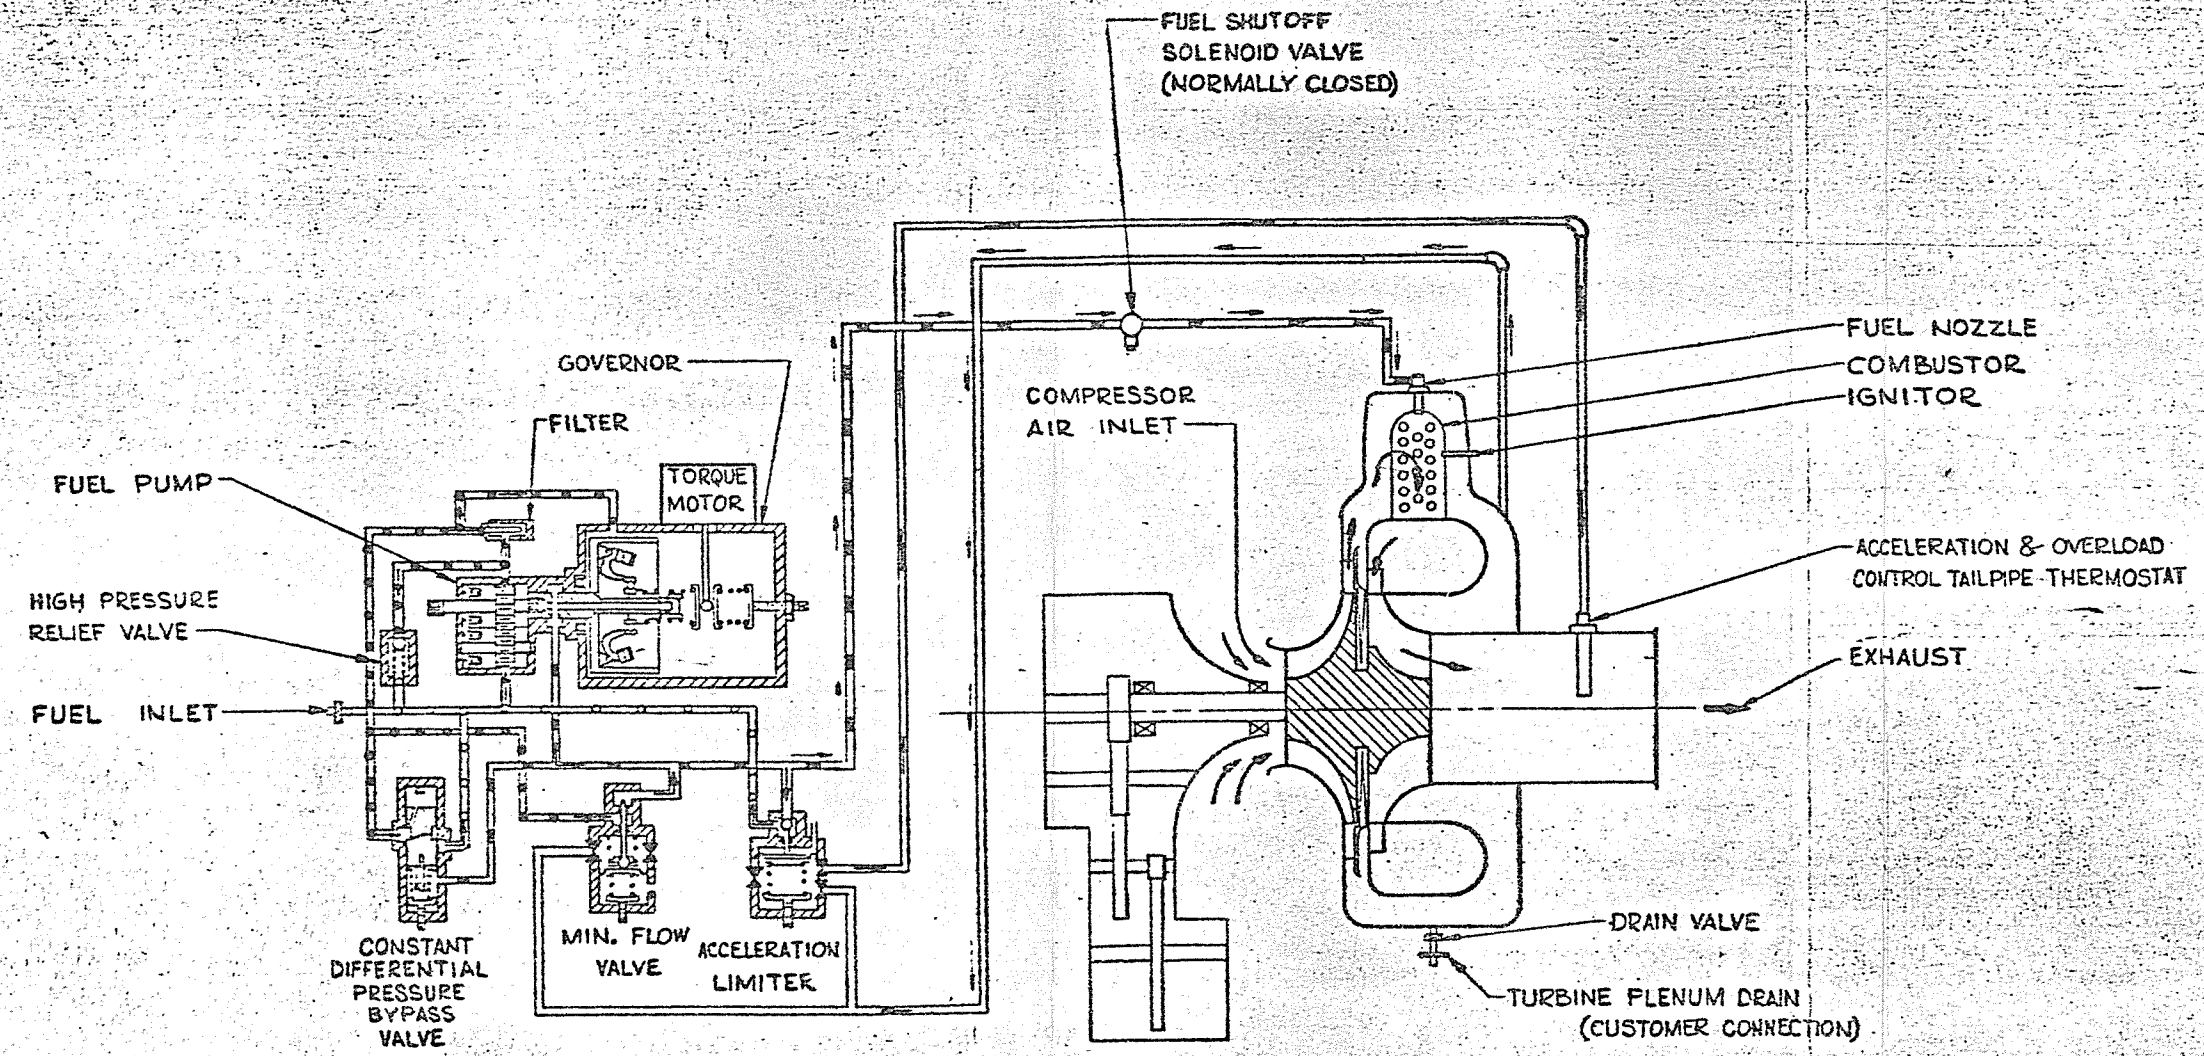 FUEL SHUTOFF
SOLENOID VALVE
(NORMALLY CLOSED)
FUEL NOZZLE
COMBUSTOR
IGNITOR
GOVERNOR
COMPRESSOR
AIR INLET
FILTER
TORQUE
MOTOR
FUEL PUMP
ACCELERATION & OVERLOAD
CONTROL TAILPIPE THERMOSTAT
HIGH PRESSURE
RELIEF VALVE
EXHAUST
FUEL INLET
DRAIN VALVE
MIN. FLOW
VALVE
ACCELERATION
LIMITER
CONSTANT
DIFFERENTIAL
PRESSURE
BYPASS
VALVE
TURBINE PLENUM DRAIN
(CUSTOMER CONNECTION)